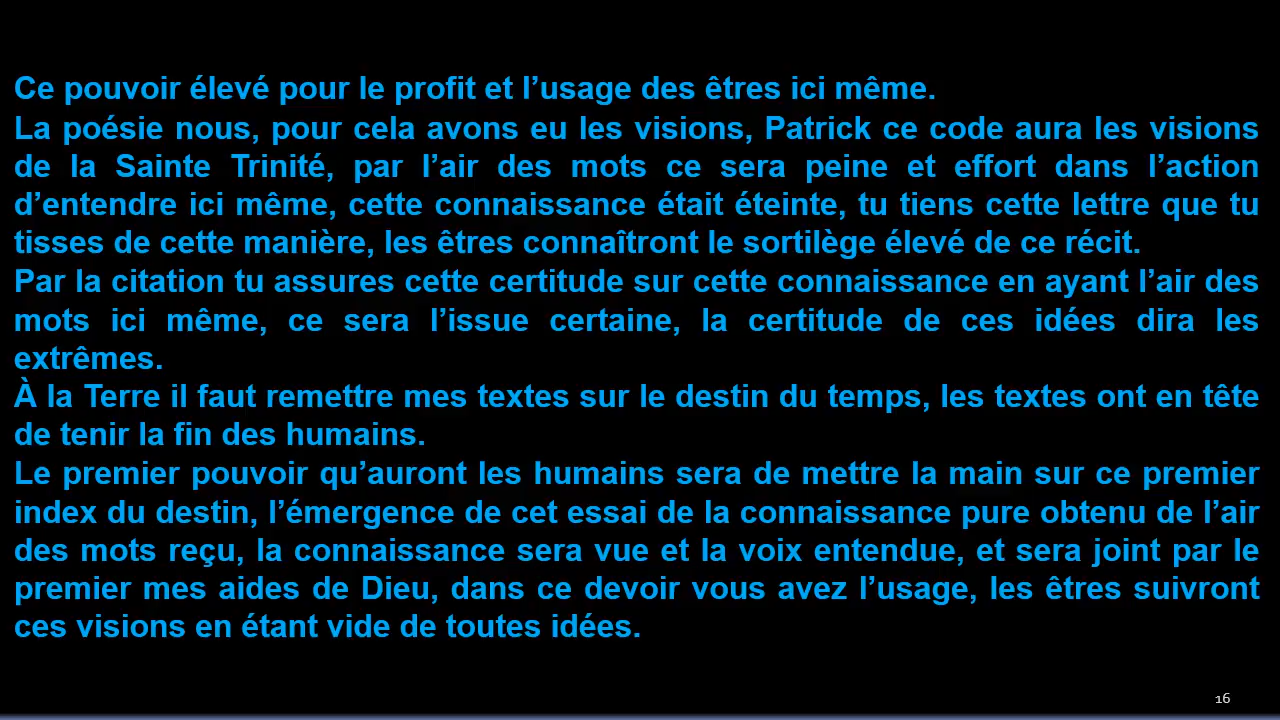 Ce pouvoir élevé pour le profit et l’usage des êtres ici même.
La poésie nous, pour cela avons eu les visions, Patrick ce code aura les visions
de la Sainte Trinité, par l’air des mots ce sera peine et effort dans l’action
d’entendre ici même, cette connaissance était éteinte, tu tiens cette lettre que tu
tisses de cette manière, les êtres connaîtront le sortilège élevé de ce récit.
Par la citation tu assures cette certitude sur cette connaissance en ayant l’air des
mots ici même, ce sera l’issue certaine, la certitude de ces idées dira les
extrêmes.
À la Terre il faut remettre mes textes sur le destin du temps, les textes ont en tête
de tenir la fin des humains.
Le premier pouvoir qu’auront les humains sera de mettre la main sur ce premier
index du destin, l’émergence de cet essai de la connaissance pure obtenu de l’air
des mots reçu, la connaissance sera vue et la voix entendue, et sera joint par le
premier mes aides de Dieu, dans ce devoir vous avez l’usage, les êtres suivront
ces visions en étant vide de toutes idées.
16